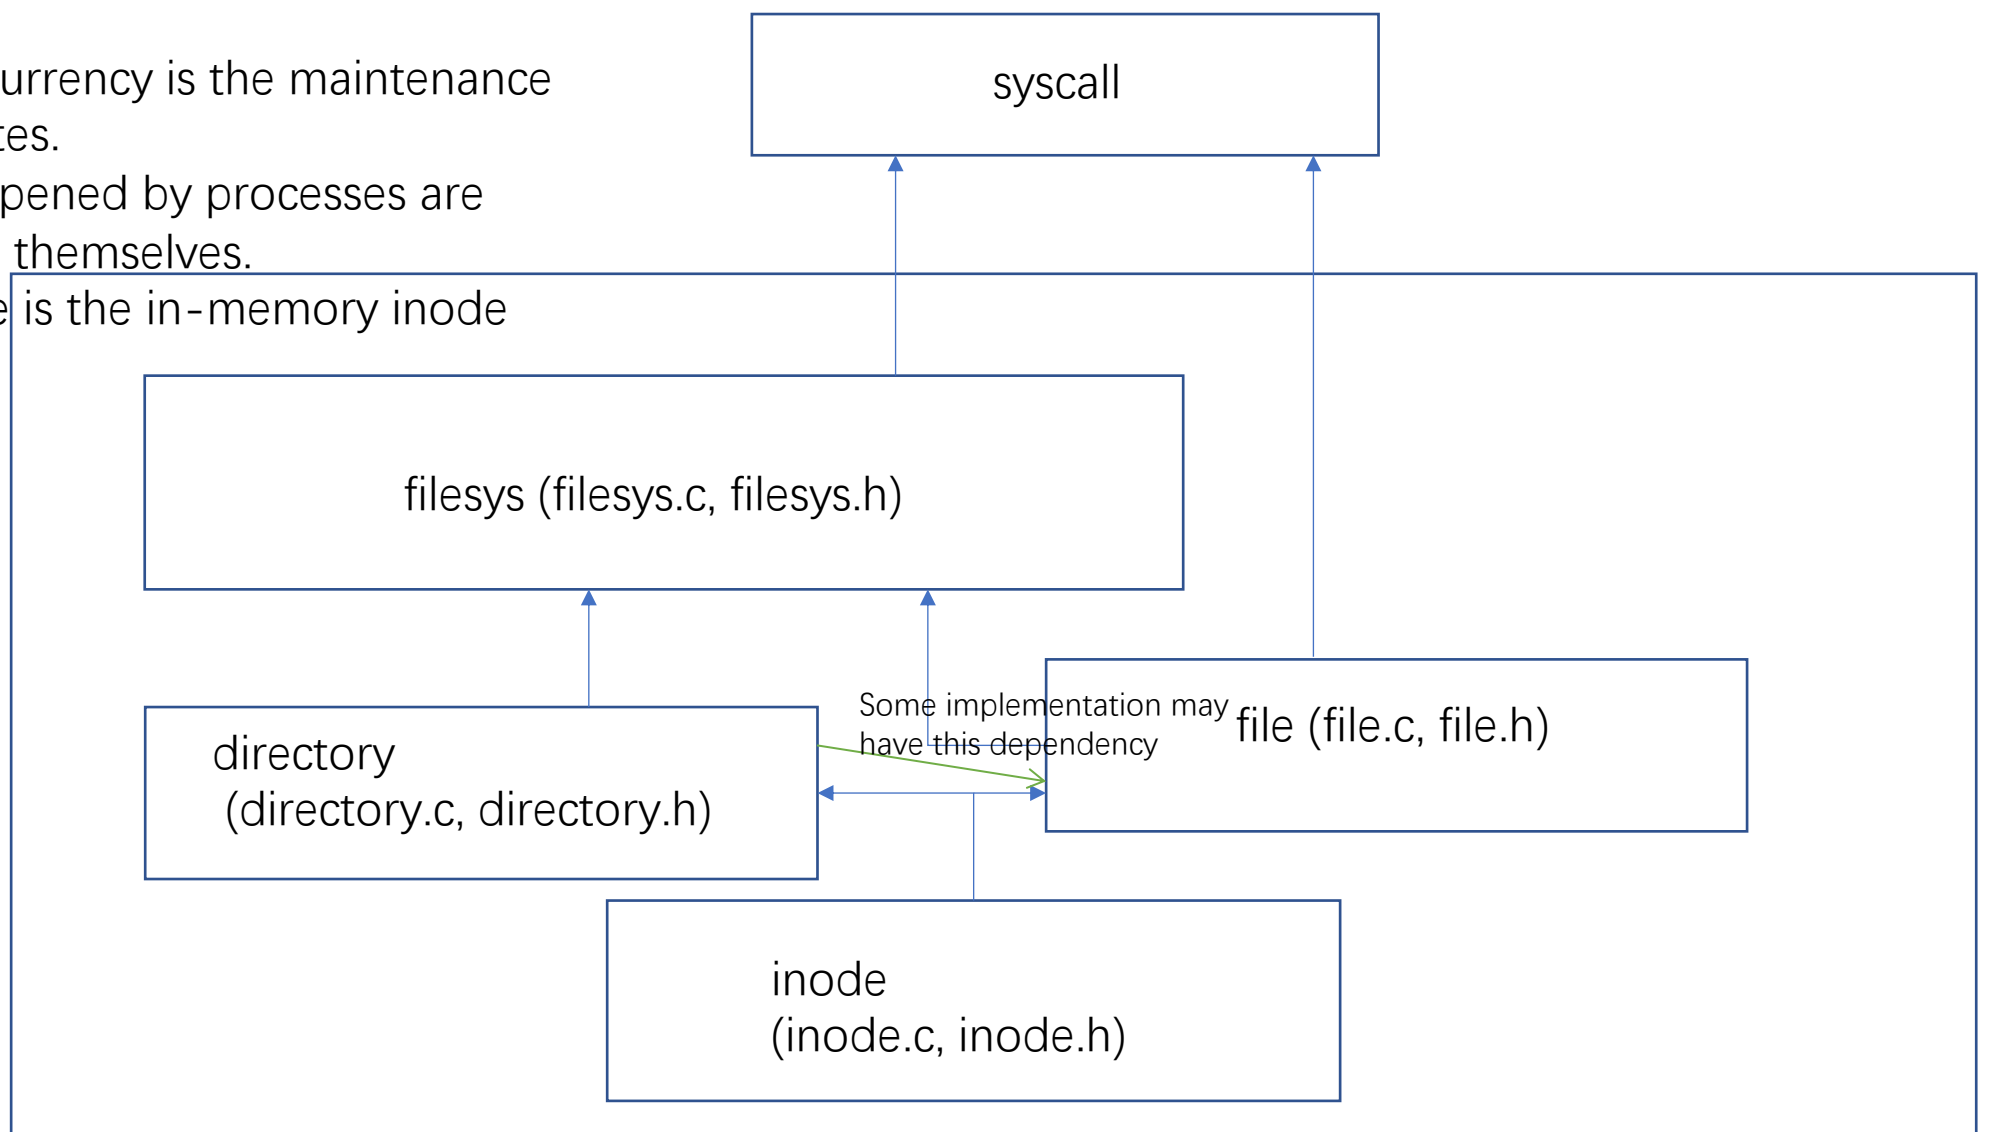 urrency is the maintenance
tes.
pened by processes are
themselves.
e is the in-memory inode
syscall
filesys (filesys.c, filesys.h)
Some implementation may
have this dependency
file (file.c, file.h)
directory
(directory.c, directory.h)
inode
(inode.c, inode.h)